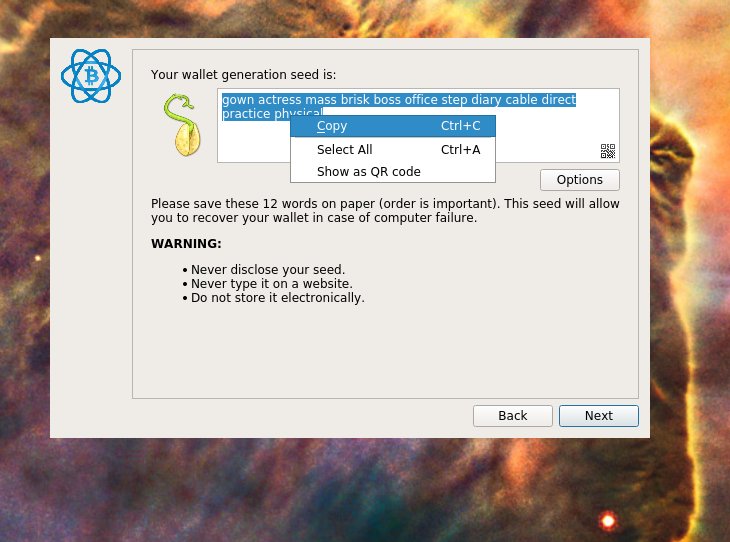 Your wallet generation seed is:
gown actress mass brisk boss office step diary cable direct
practice physical
Copy Ctrl+C
Select All Ctrl+A
Show as QR code
Options
Please save these 12 words on paper (order is important). This seed will allow
you to recover your wallet in case of computer failure.
WARNING:
• Never disclose your seed.
• Never type it on a website.
• Do not store it electronically.
Back Next